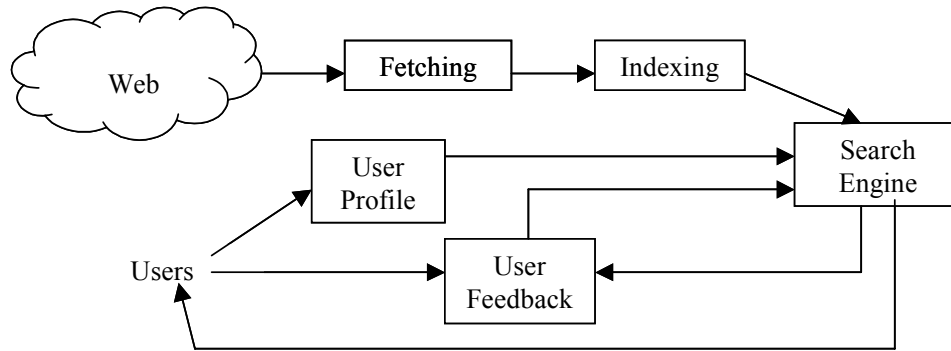 Web
Fetching
Indexing
Search
Engine
User
Profile
Users
User
Feedback